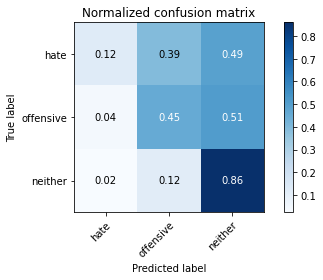 Normalized confusion matrix
True label
hate 0.12 0.39 0.49
offensive 0.04 0.45 0.51
neither 0.02 0.12 0.86
hate offensive neither
Predicted label
0.8
0.7
0.6
0.5
0.4
0.3
0.2
0.1